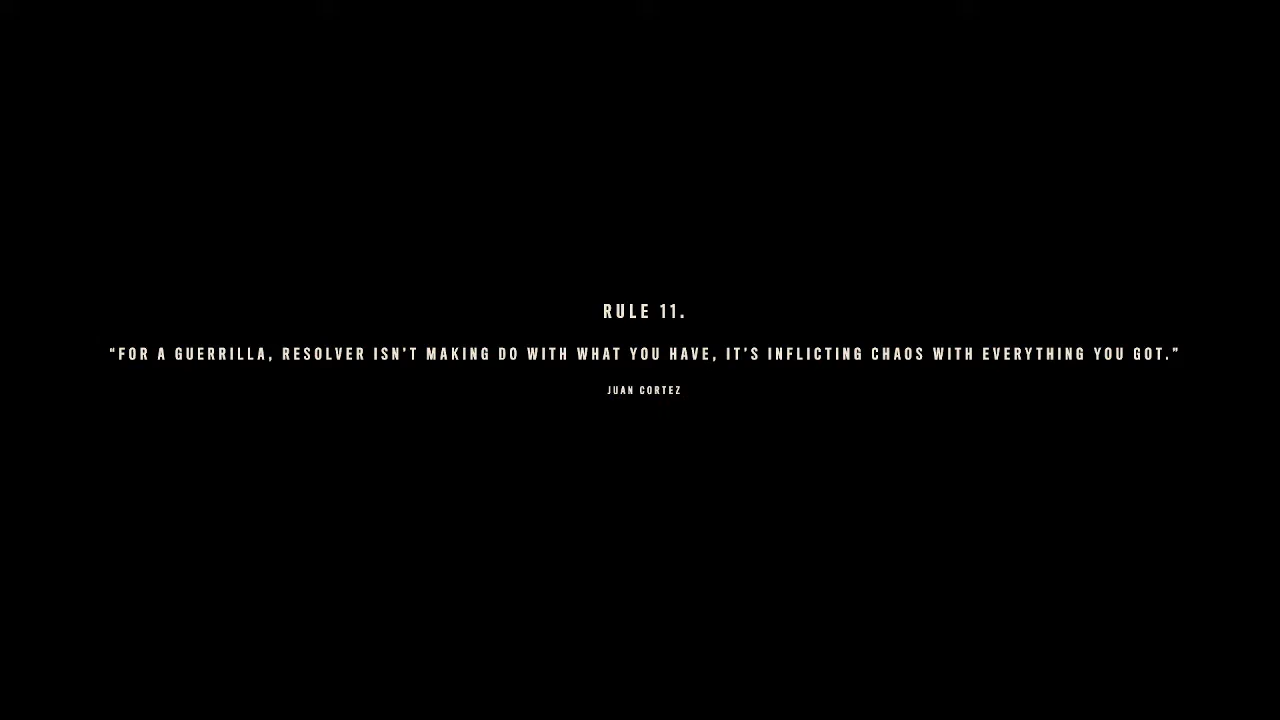 RULE 11.
“FOR A GUERRILLA, RESOLVER ISN’T MAKING DO WITH WHAT YOU HAVE, IT’S INFLICTING CHAOS WITH EVERYTHING YOU GOT.”
JUAN CORTEZ